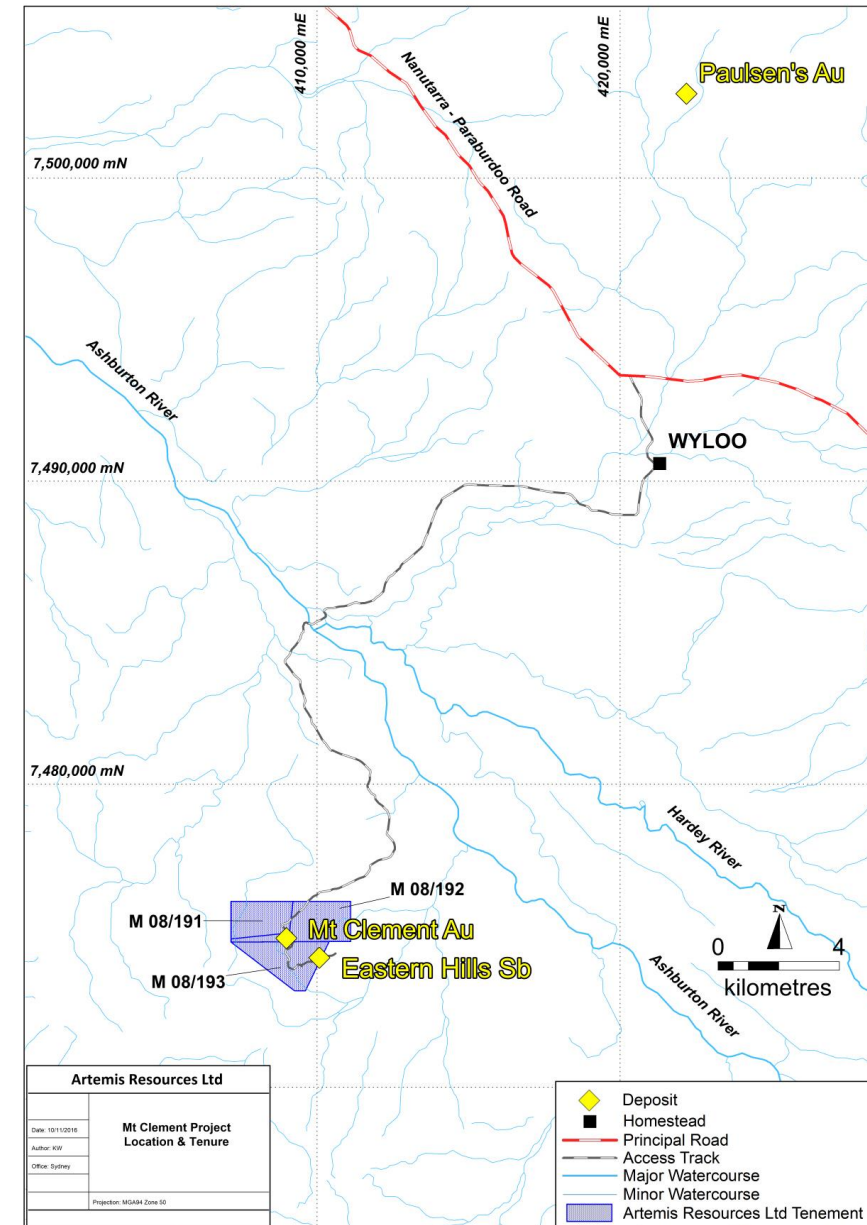 410,000 mE
420,000 mE
Nanutarra - Paraburdoo Road
Paulsen's Au
7,500,000 mN
Ashburton River
WYLOO
7,490,000 mN
7,480,000 mN
Hardey River
M 08/192
M 08/191
Mt Clement Au
Eastern Hills Sb
M 08/193
Ashburton River
N
0 4
kilometres
Artemis Resources Ltd
Mt Clement Project
Location & Tenure
Date: 10/11/2016
Author: KW
Office: Sydney
Projection: MGA94 Zone 50
Deposit
Homestead
Principal Road
Access Track
Major Watercourse
Minor Watercourse
Artemis Resources Ltd Tenement